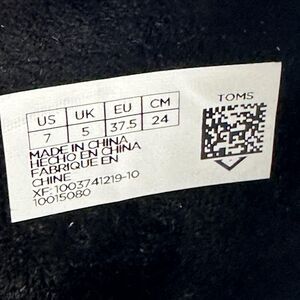 US UK EU CM
7 5 37.5 24
TOMS
MADE IN CHINA
HECHO EN CHINA
FABRIQUE EN
CHINE
XF: 1003741219-10
10015080